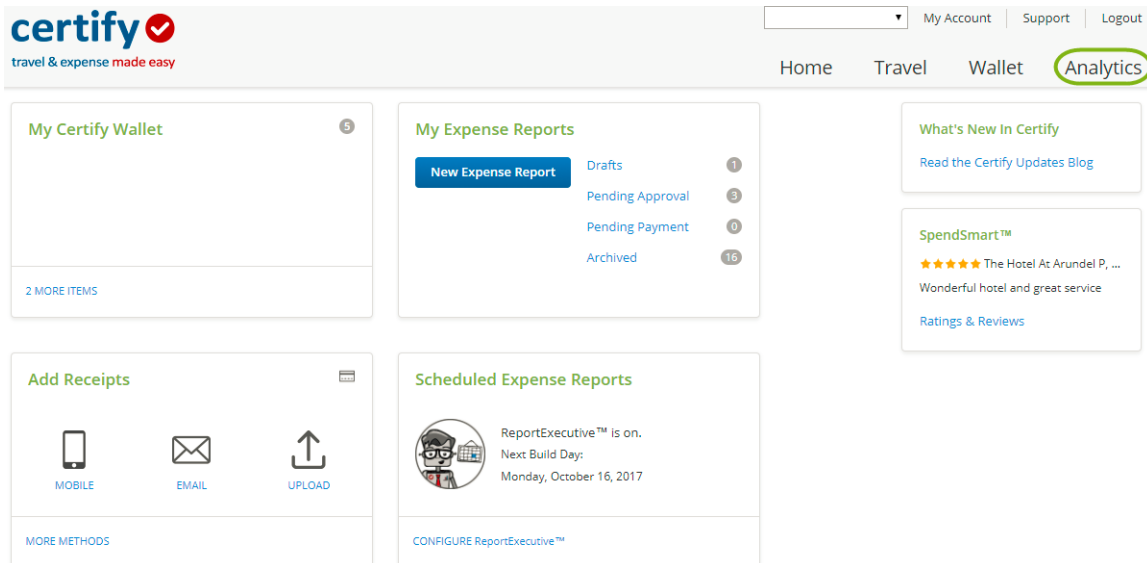 certify
travel & expense made easy
My Account
Support
Logout
Home
Travel
Wallet
Analytics
My Certify Wallet
5
2 MORE ITEMS
My Expense Reports
New Expense Report
Drafts
1
Pending Approval
3
Pending Payment
0
Archived
16
What's New In Certify
Read the Certify Updates Blog
SpendSmart™
The Hotel At Arundel P, ...
Wonderful hotel and great service
Ratings & Reviews
Add Receipts
MOBILE
EMAIL
UPLOAD
MORE METHODS
Scheduled Expense Reports
ReportExecutive™ is on.
Next Build Day:
Monday, October 16, 2017
CONFIGURE ReportExecutive™